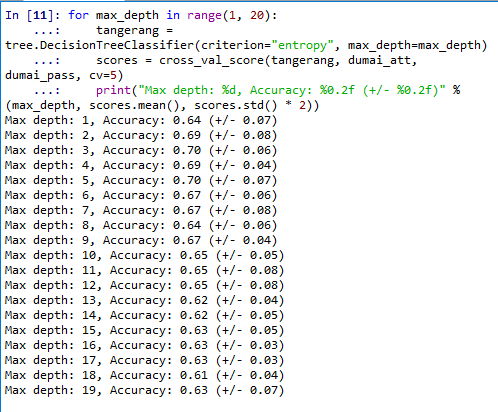 In [11]: for max_depth in range(1, 20):
    ...:     tangerang =
tree.DecisionTreeClassifier(criterion="entropy", max_depth=max_depth)
    ...:     scores = cross_val_score(tangerang, dumai_att,
dumai_pass, cv=5)
    ...:     print("Max depth: %d, Accuracy: %0.2f (+/- %0.2f)" %
(max_depth, scores.mean(), scores.std() * 2))
Max depth: 1, Accuracy: 0.64 (+/- 0.07)
Max depth: 2, Accuracy: 0.69 (+/- 0.08)
Max depth: 3, Accuracy: 0.70 (+/- 0.06)
Max depth: 4, Accuracy: 0.69 (+/- 0.04)
Max depth: 5, Accuracy: 0.70 (+/- 0.07)
Max depth: 6, Accuracy: 0.67 (+/- 0.06)
Max depth: 7, Accuracy: 0.67 (+/- 0.08)
Max depth: 8, Accuracy: 0.64 (+/- 0.06)
Max depth: 9, Accuracy: 0.67 (+/- 0.04)
Max depth: 10, Accuracy: 0.65 (+/- 0.05)
Max depth: 11, Accuracy: 0.65 (+/- 0.08)
Max depth: 12, Accuracy: 0.65 (+/- 0.08)
Max depth: 13, Accuracy: 0.62 (+/- 0.04)
Max depth: 14, Accuracy: 0.62 (+/- 0.05)
Max depth: 15, Accuracy: 0.63 (+/- 0.05)
Max depth: 16, Accuracy: 0.63 (+/- 0.03)
Max depth: 17, Accuracy: 0.63 (+/- 0.03)
Max depth: 18, Accuracy: 0.61 (+/- 0.04)
Max depth: 19, Accuracy: 0.63 (+/- 0.07)